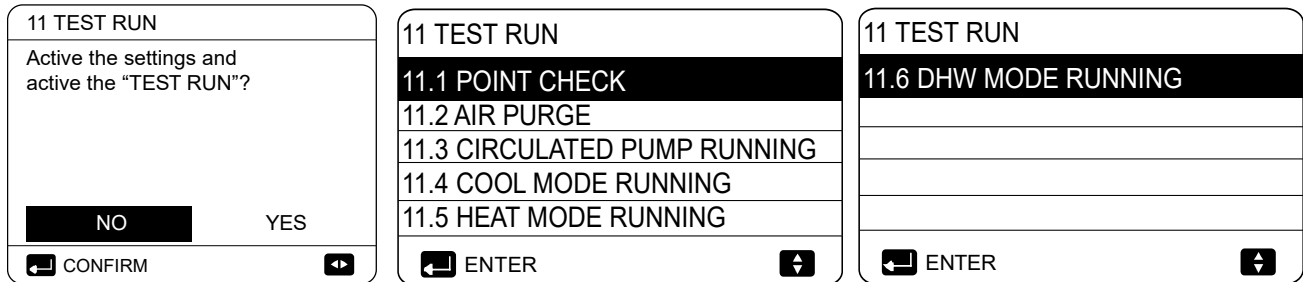 11 TEST RUN
Active the settings and
active the “TEST RUN”?
NO YES
CONFIRM
11 TEST RUN
11.1 POINT CHECK
11.2 AIR PURGE
11.3 CIRCULATED PUMP RUNNING
11.4 COOL MODE RUNNING
11.5 HEAT MODE RUNNING
ENTER
11 TEST RUN
11.6 DHW MODE RUNNING
ENTER